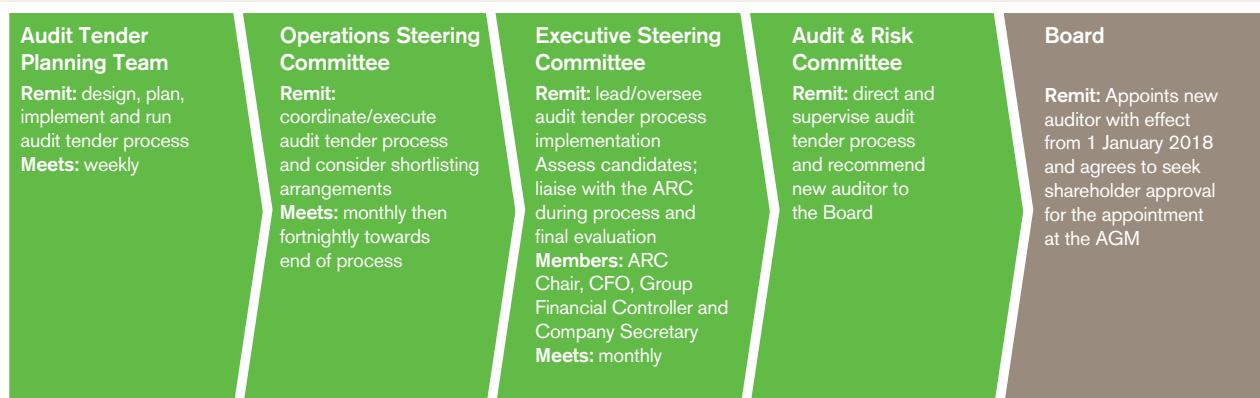 Audit Tender
Planning Team
Remit: design, plan,
implement and run
audit tender process
Meets: weekly
Operations Steering
Committee
Remit:
coordinate/execute
audit tender process
and consider shortlisting
arrangements
Meets: monthly then
fortnightly towards
end of process
Executive Steering
Committee
Remit: lead/oversee
audit tender process
implementation
Assess candidates;
liaise with the ARC
during process and
final evaluation
Members: ARC
Chair, CFO, Group
Financial Controller and
Company Secretary
Meets: monthly
Audit & Risk
Committee
Remit: direct and
supervise audit
tender process
and recommend
new auditor to
the Board
Board
Remit: Appoints new
auditor with effect
from 1 January 2018
and agrees to seek
shareholder approval
for the appointment
at the AGM